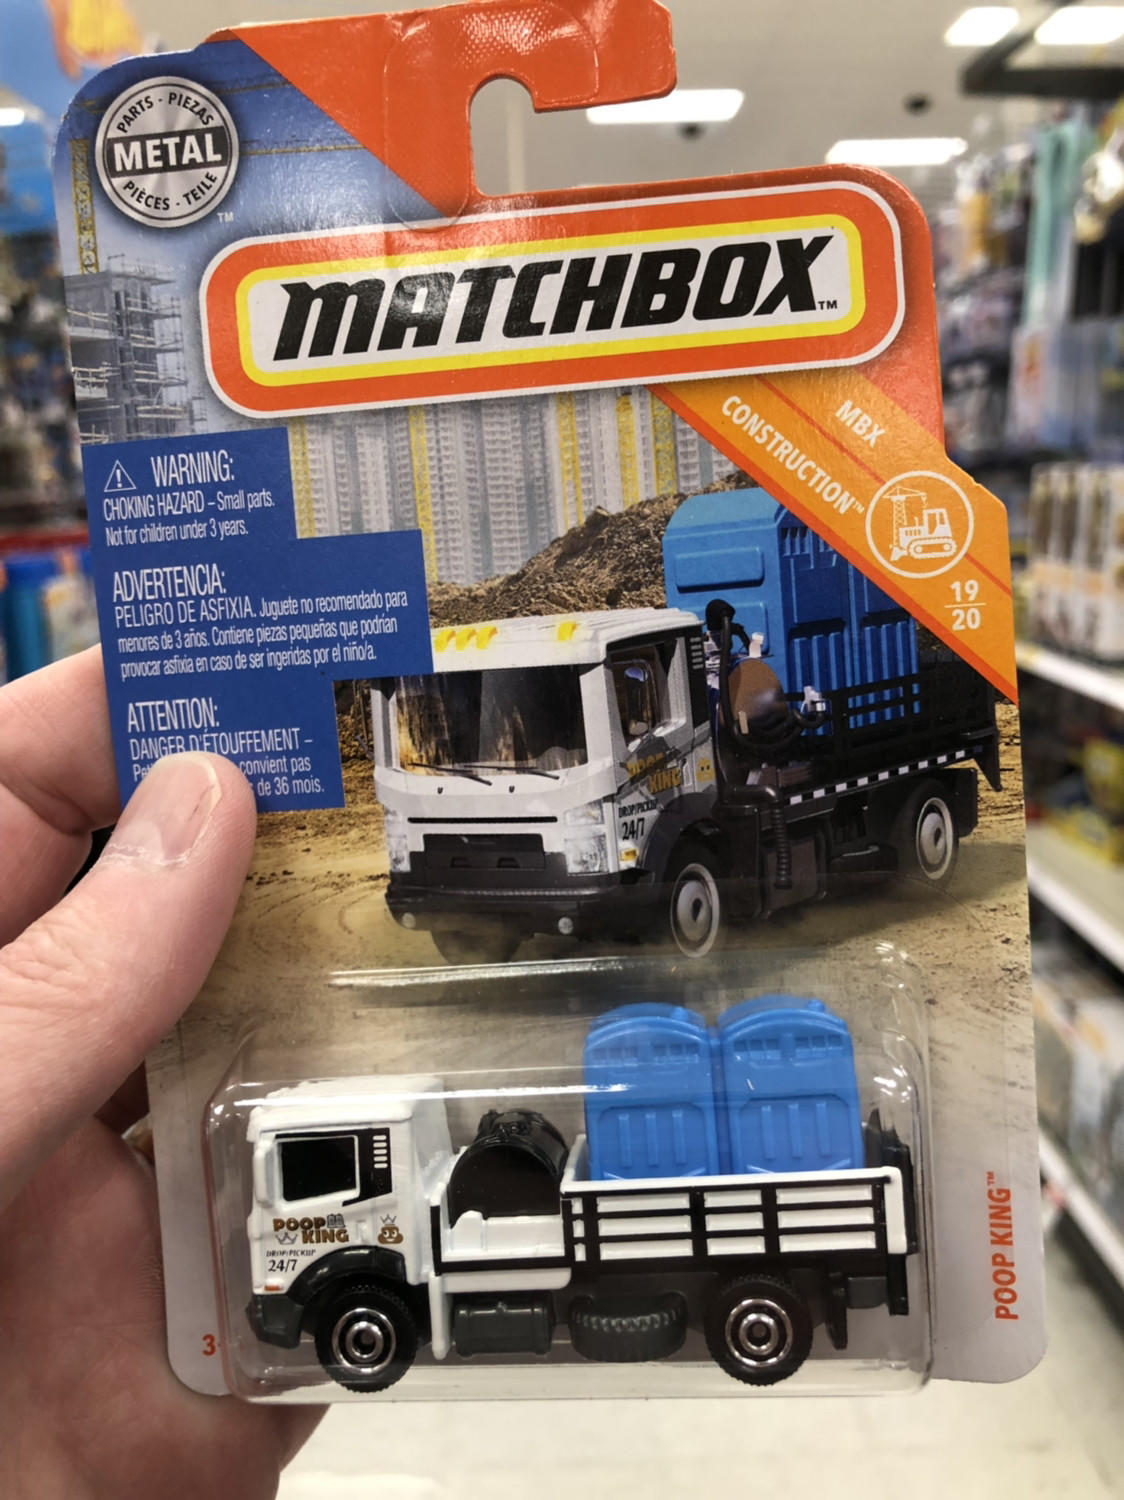 PARTS - PIEZAS
METAL
PIÈCES - TEILE
™
MATCHBOX™
MBX
CONSTRUCTION™
19
20
WARNING:
CHOKING HAZARD – Small parts.
Not for children under 3 years.
ADVERTENCIA:
PELIGRO DE ASFIXIA. Juguete no recomendado para
menores de 3 años. Contiene piezas pequeñas que podrían
provocar asfixia en caso de ser ingeridas por el niño/a.
ATTENTION:
DANGER D'ÉTOUFFEMENT –
convient pas
de 36 mois.
POOP
KING
DROP/PICKUP
24/7
POOP
KING
DROP/PICKUP
24/7
POOP KING™
3